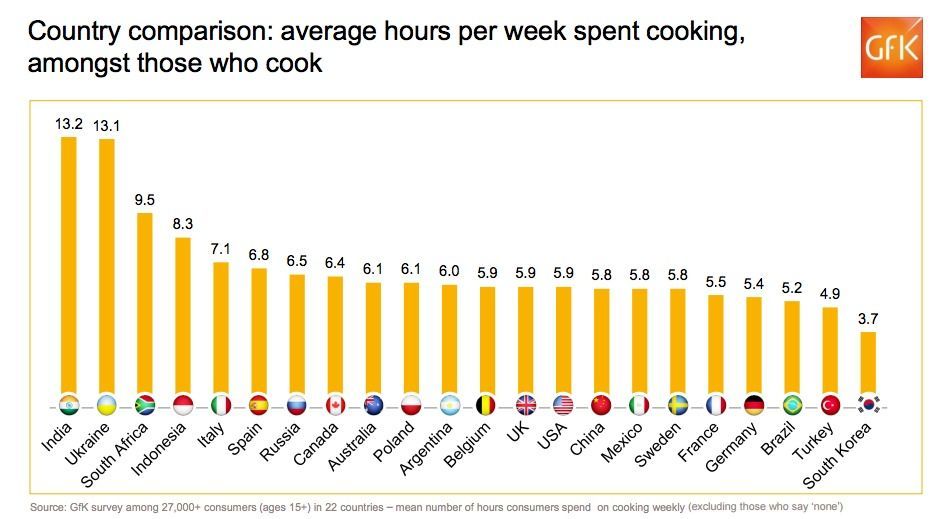 Country comparison: average hours per week spent cooking,
amongst those who cook
GfK
13.2 13.1 9.5 8.3 7.1 6.8 6.5 6.4 6.1 6.1 6.0 5.9 5.9 5.9 5.8 5.8 5.8 5.5 5.4 5.2 4.9 3.7
India Ukraine South Africa Indonesia Italy Spain Russia Canada Australia Poland Argentina Belgium UK USA China Mexico Sweden France Germany Brazil Turkey South Korea
Source: GfK survey among 27,000+ consumers (ages 15+) in 22 countries – mean number of hours consumers spend on cooking weekly (excluding those who say ‘none’)